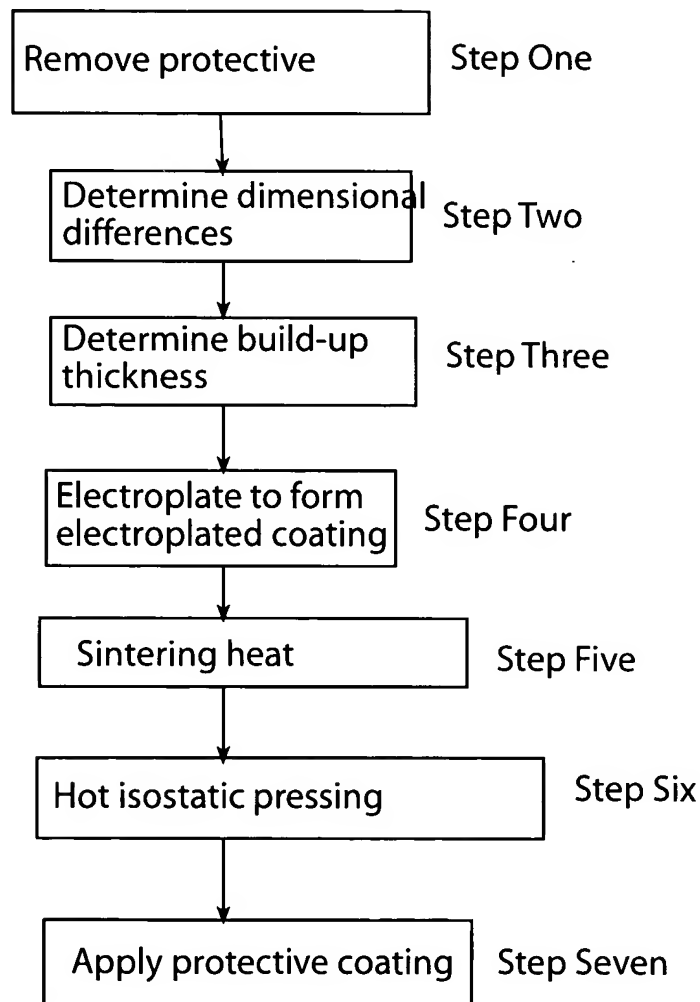 Remove protective
Step One
Determine dimensional
differences
Step Two
Determine build-up
thickness
Step Three
Electroplate to form
electroplated coating
Step Four
Sintering heat
Step Five
Hot isostatic pressing
Step Six
Apply protective coating
Step Seven